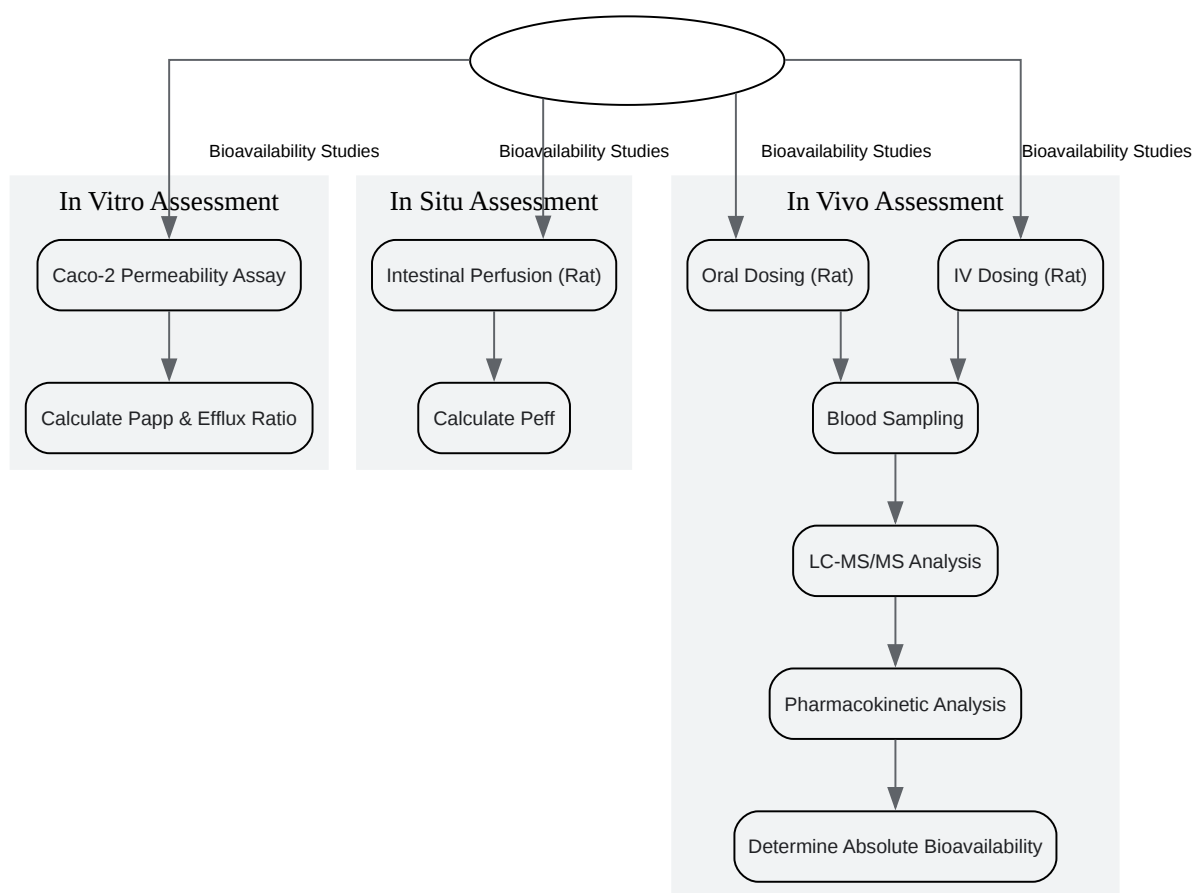 Bioavailability Studies
Bioavailability Studies
Bioavailability Studies
Bioavailability Studies
In Vitro Assessment
Caco-2 Permeability Assay
Calculate Papp & Efflux Ratio
In Situ Assessment
Intestinal Perfusion (Rat)
Calculate Peff
In Vivo Assessment
Oral Dosing (Rat)
IV Dosing (Rat)
Blood Sampling
LC-MS/MS Analysis
Pharmacokinetic Analysis
Determine Absolute Bioavailability